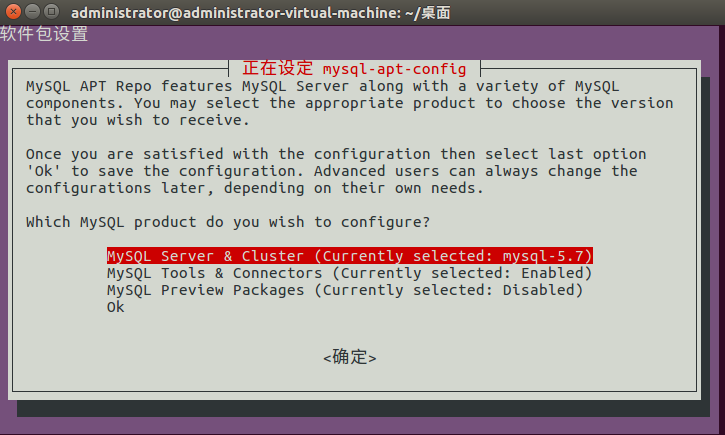 administrator@administrator-virtual-machine: ~/桌面
软件包设置
正在设定 mysql-apt-config
MySQL APT Repo features MySQL Server along with a variety of MySQL
components. You may select the appropriate product to choose the version
that you wish to receive.
Once you are satisfied with the configuration then select last option
'Ok' to save the configuration. Advanced users can always change the
configurations later, depending on their own needs.
Which MySQL product do you wish to configure?
MySQL Server & Cluster (Currently selected: mysql-5.7)
MySQL Tools & Connectors (Currently selected: Enabled)
MySQL Preview Packages (Currently selected: Disabled)
Ok
<确定>